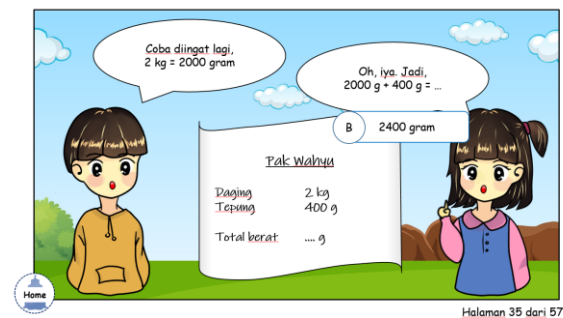 Coba diingat lagi,
2 kg = 2000 gram
Oh, iya. Jadi,
2000 g + 400 g = ...
B 2400 gram
Pak Wahyu
Daging 2 kg
Tepung 400 g
Total berat .... g
Home
Halaman 35 dari 57